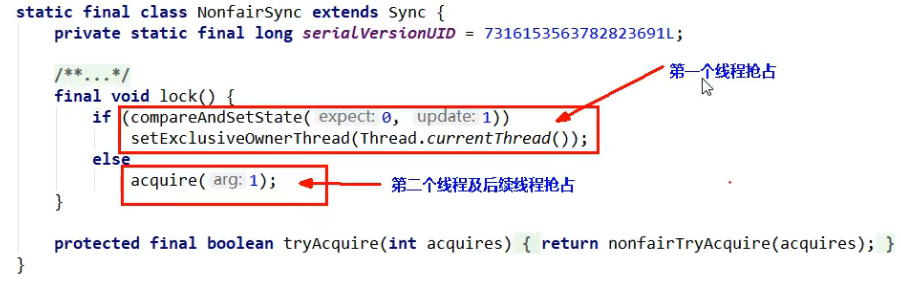 static final class NonfairSync extends Sync {
private static final long serialVersionUID = 7316153563782823691L;
/**...*/
final void lock() {
if (compareAndSetState( expect: 0, update: 1))
第一个线程抢占
setExclusiveOwnerThread(Thread.currentThread());
else
acquire( arg: 1);
第二个线程及后续线程抢占
}
protected final boolean tryAcquire(int acquires) { return nonfairTryAcquire(acquires); }
}